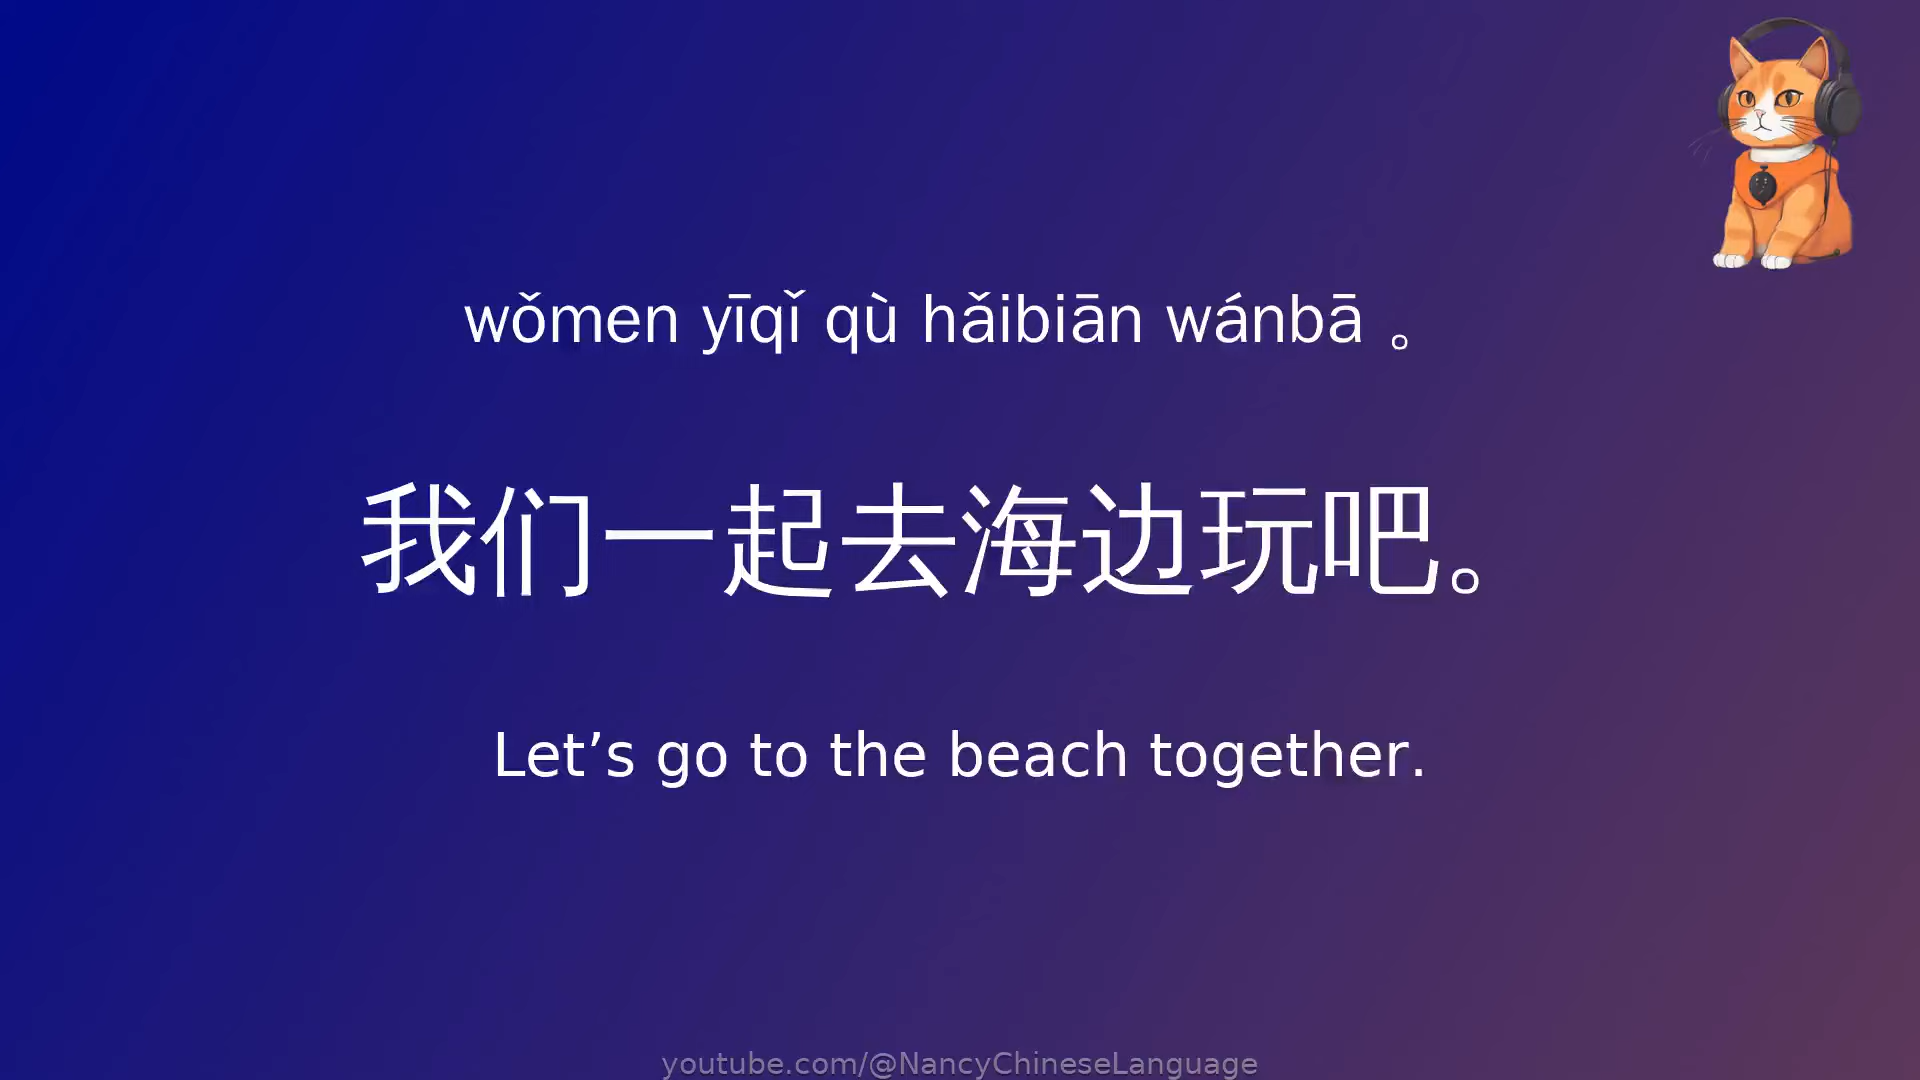 wǒmen yīqǐ qù hǎibiān wánbā 。
我们一起去海边玩吧。
Let’s go to the beach together.
youtube.com/@NancyChineseLanguage